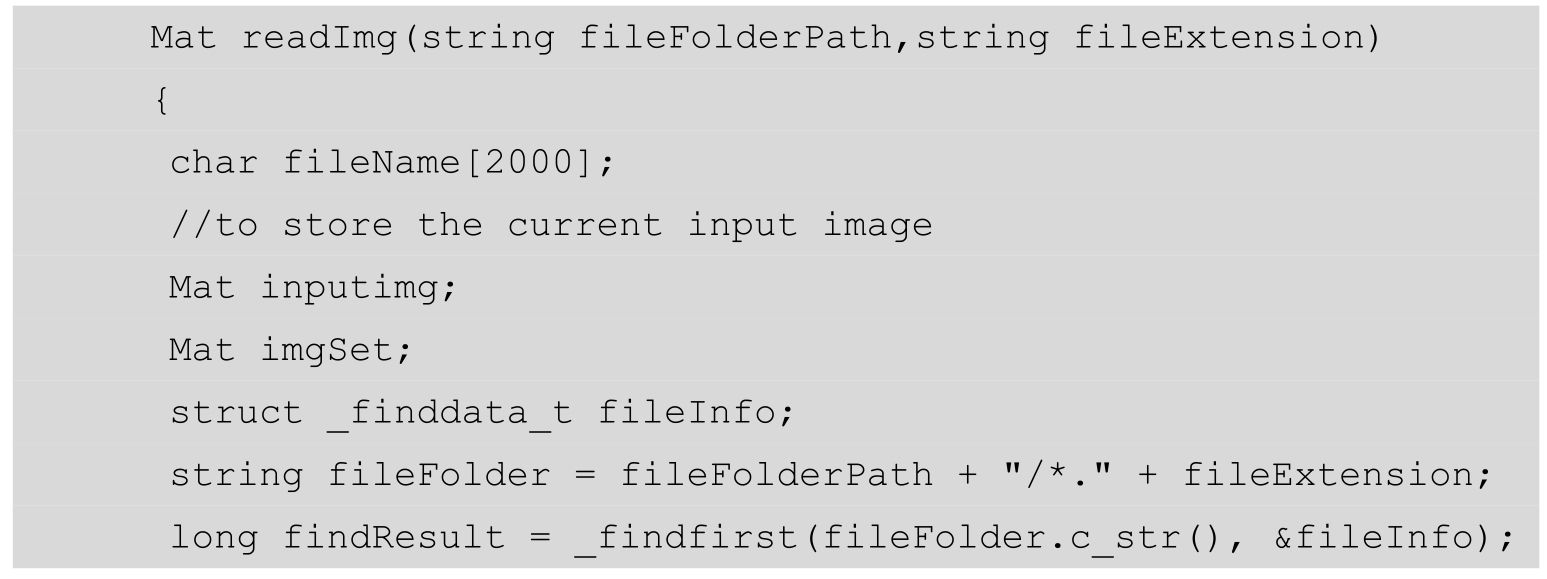 Mat readImg(string fileFolderPath,string fileExtension)
{
char fileName[2000];
//to store the current input image
Mat inputimg;
Mat imgSet;
struct _finddata_t fileInfo;
string fileFolder = fileFolderPath + "/*." + fileExtension;
long findResult = _findfirst(fileFolder.c_str(), &fileInfo);